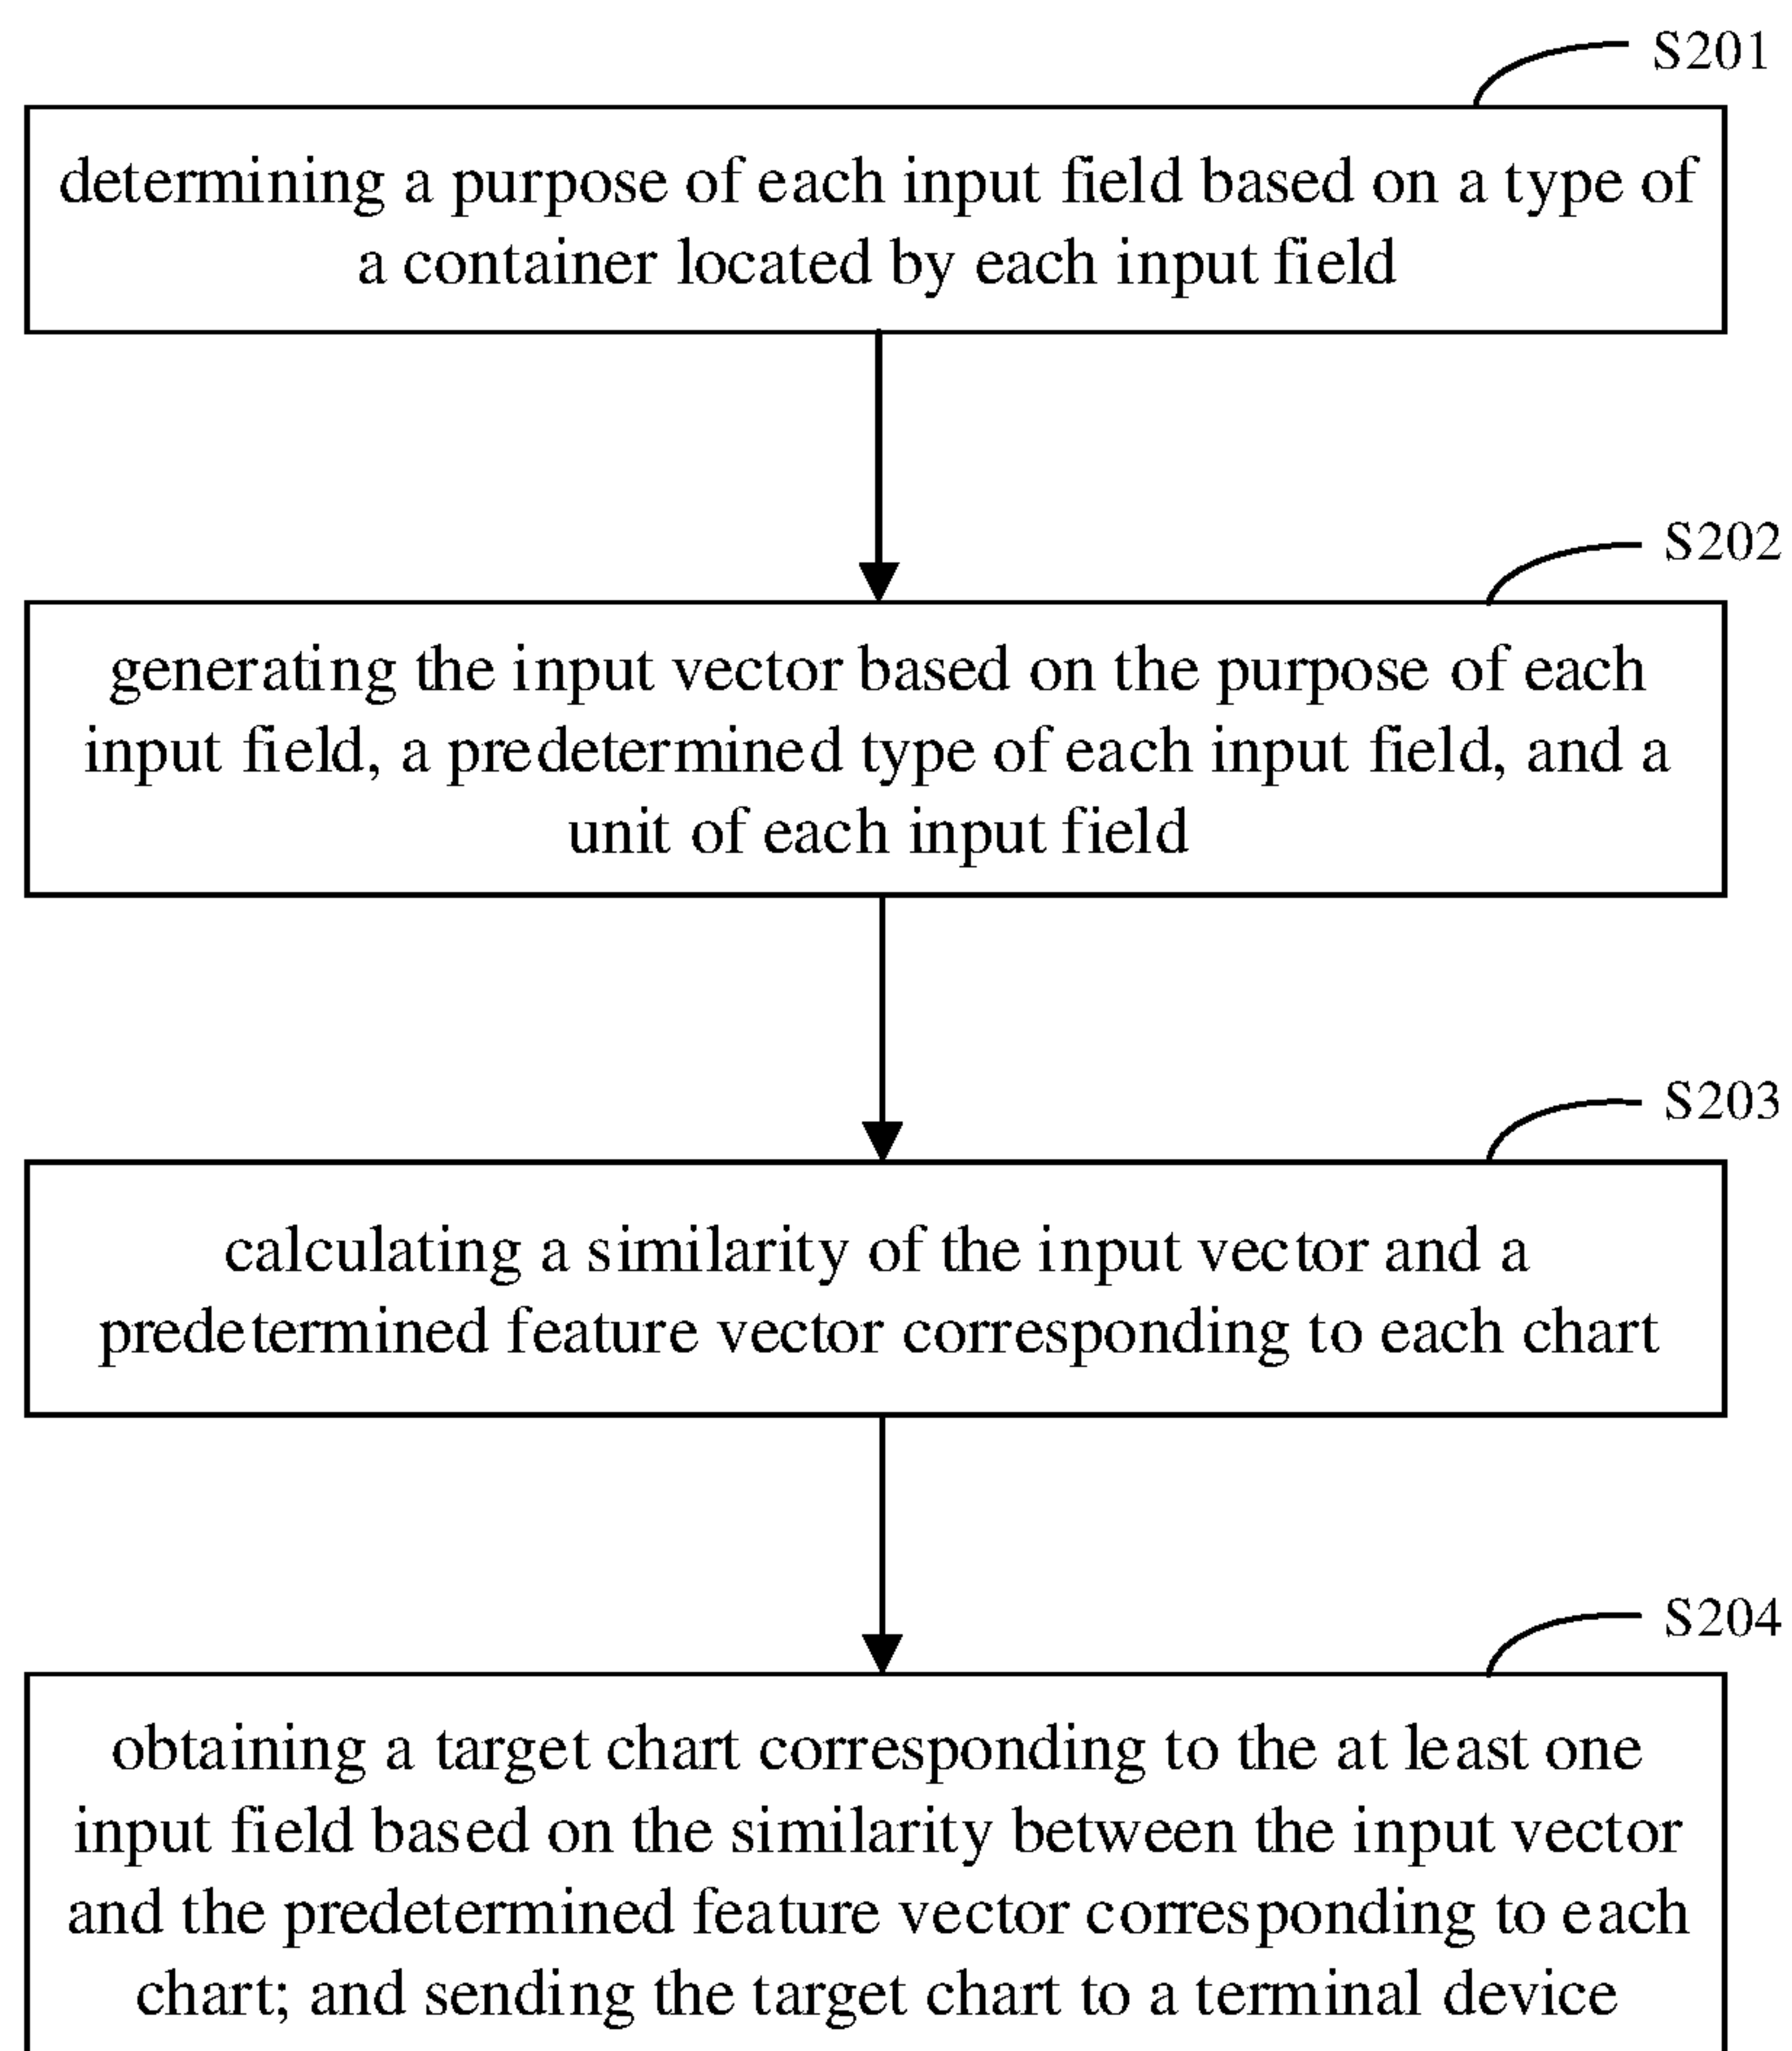 S201
determining a purpose of each input field based on a type of
a container located by each input field
S202
generating the input vector based on the purpose of each
input field, a predetermined type of each input field, and a
unit of each input field
S203
calculating a similarity of the input vector and a
predetermined feature vector corresponding to each chart
S204
obtaining a target chart corresponding to the at least one
input field based on the similarity between the input vector
and the predetermined feature vector corresponding to each
chart; and sending the target chart to a terminal device